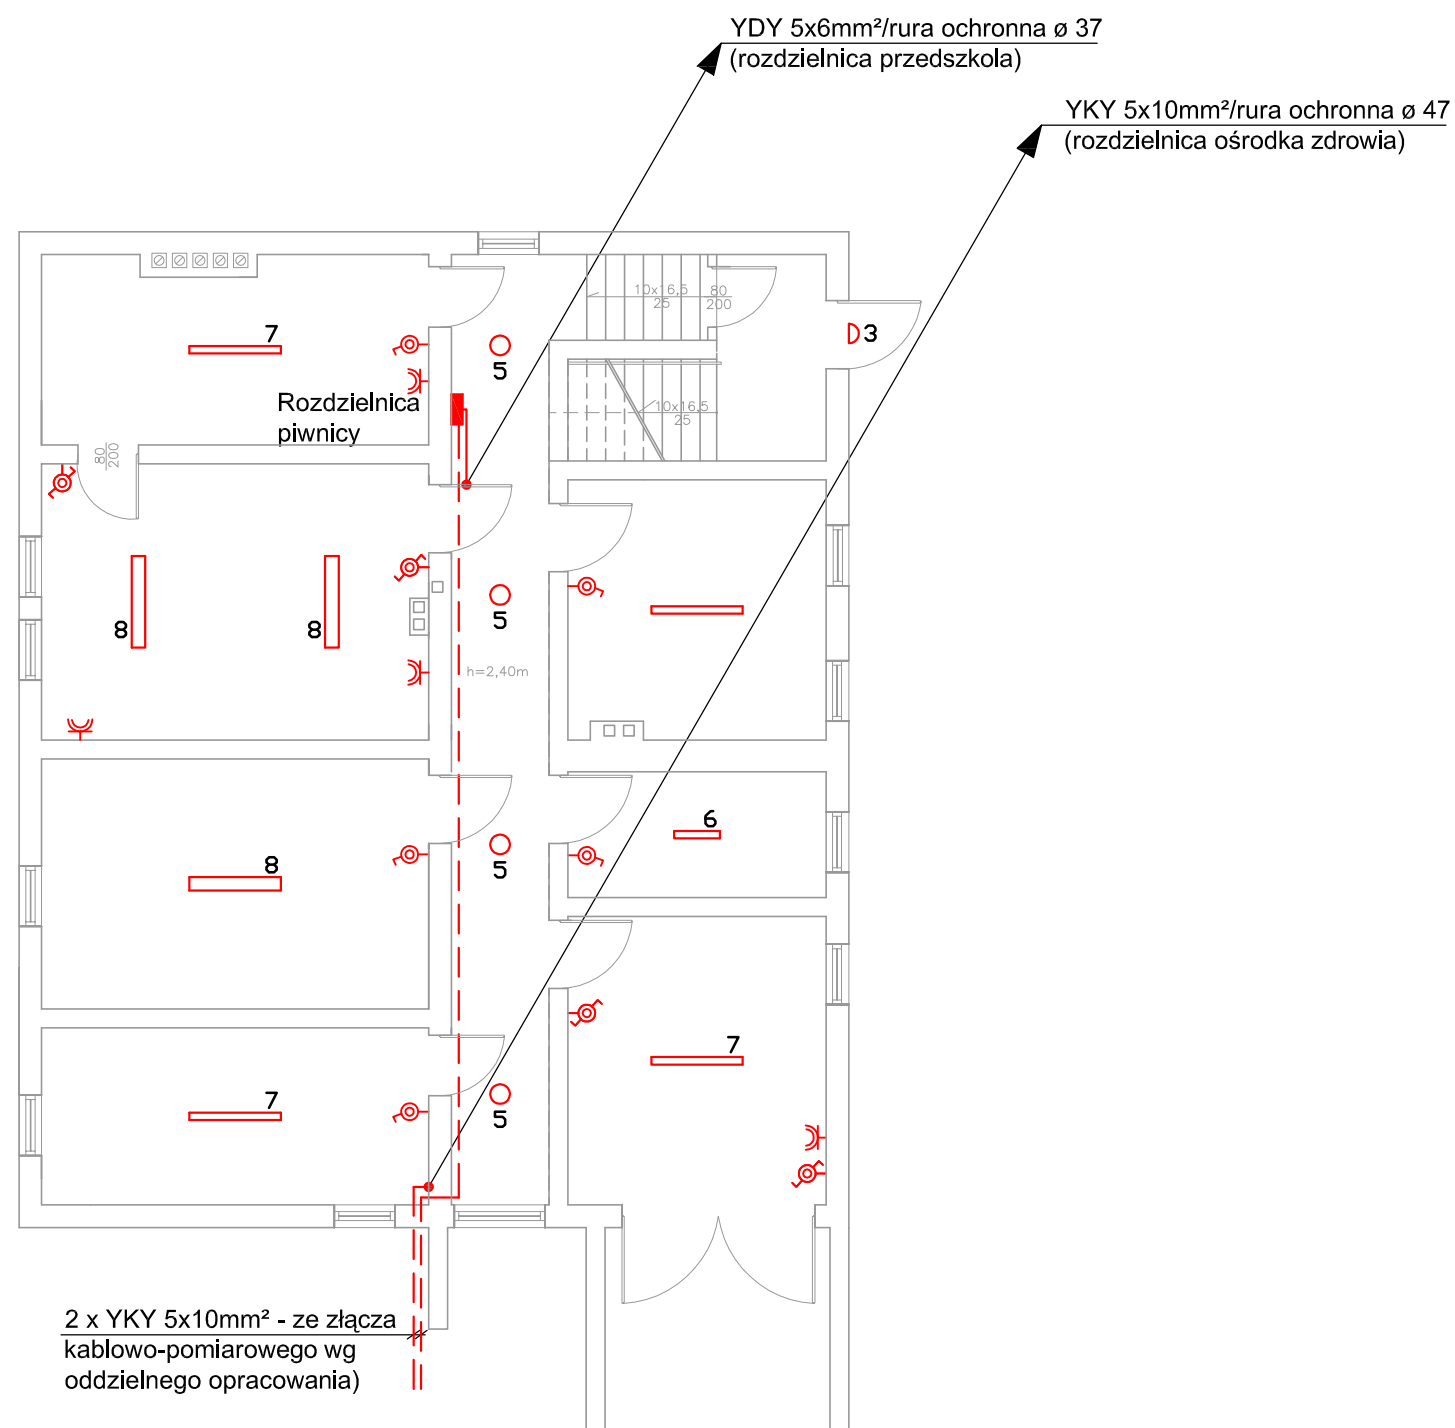 YDY 5x6mm²/rura ochronna ø 37
(rozdzielnica przedszkola)
YKY 5x10mm²/rura ochronna ø 47
(rozdzielnica ośrodka zdrowia)
10x16,5
25
80
200
7
3
5
Rozdzielnica
piwnicy
10x16,5
25
80
200
8
8
5
h=2,40m
6
8
5
7
7
5
2 x YKY 5x10mm² - ze złącza
kablowo-pomiarowego wg
oddzielnego opracowania)